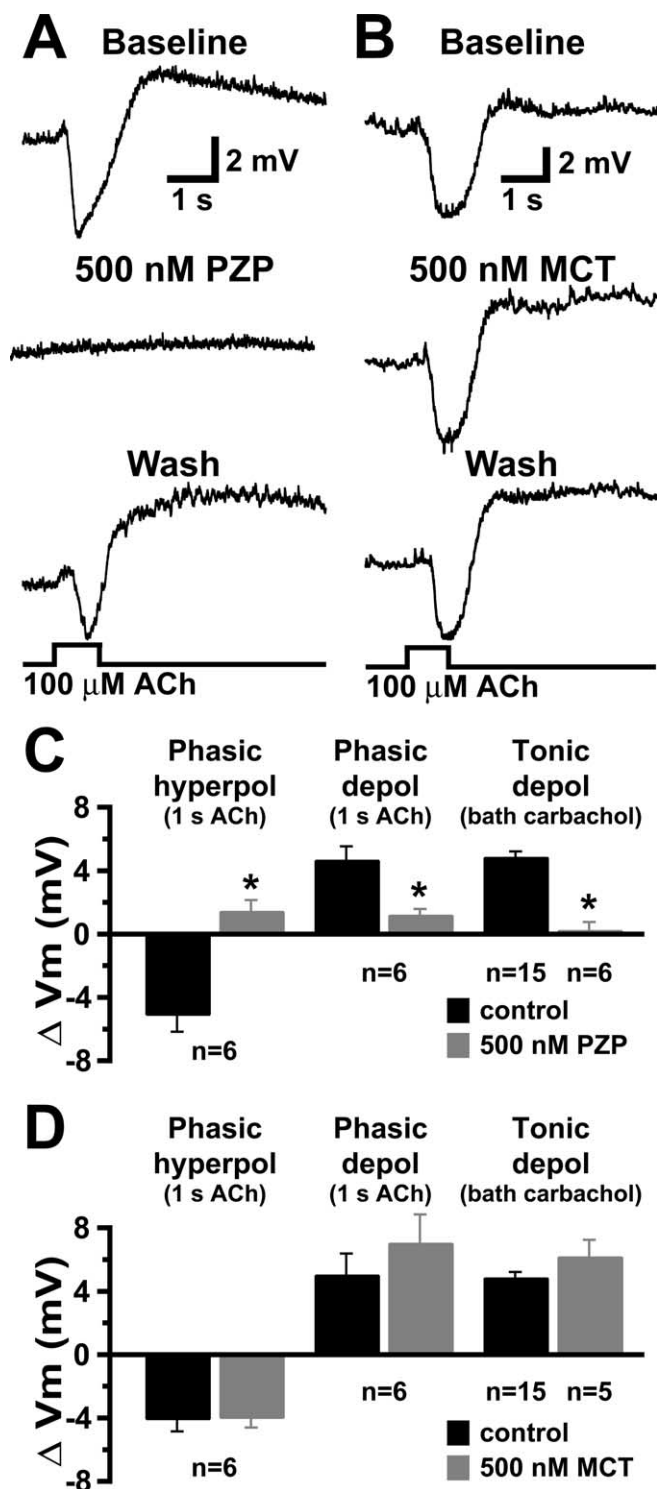 A
Baseline
2 mV
1 s
500 nM PZP
Wash
100 μM ACh
B
Baseline
2 mV
1 s
500 nM MCT
Wash
100 μM ACh
C
Phasic
hyperpol
(1 s ACh)
Phasic
depol
(1 s ACh)
Tonic
depol
(bath carbachol)
Δ Vm (mV)
8
4
0
-4
-8
*
*
*
n=6
n=6
n=15
n=6
control
500 nM PZP
D
Phasic
hyperpol
(1 s ACh)
Phasic
depol
(1 s ACh)
Tonic
depol
(bath carbachol)
Δ Vm (mV)
8
4
0
-4
-8
n=6
n=6
n=15
n=5
control
500 nM MCT